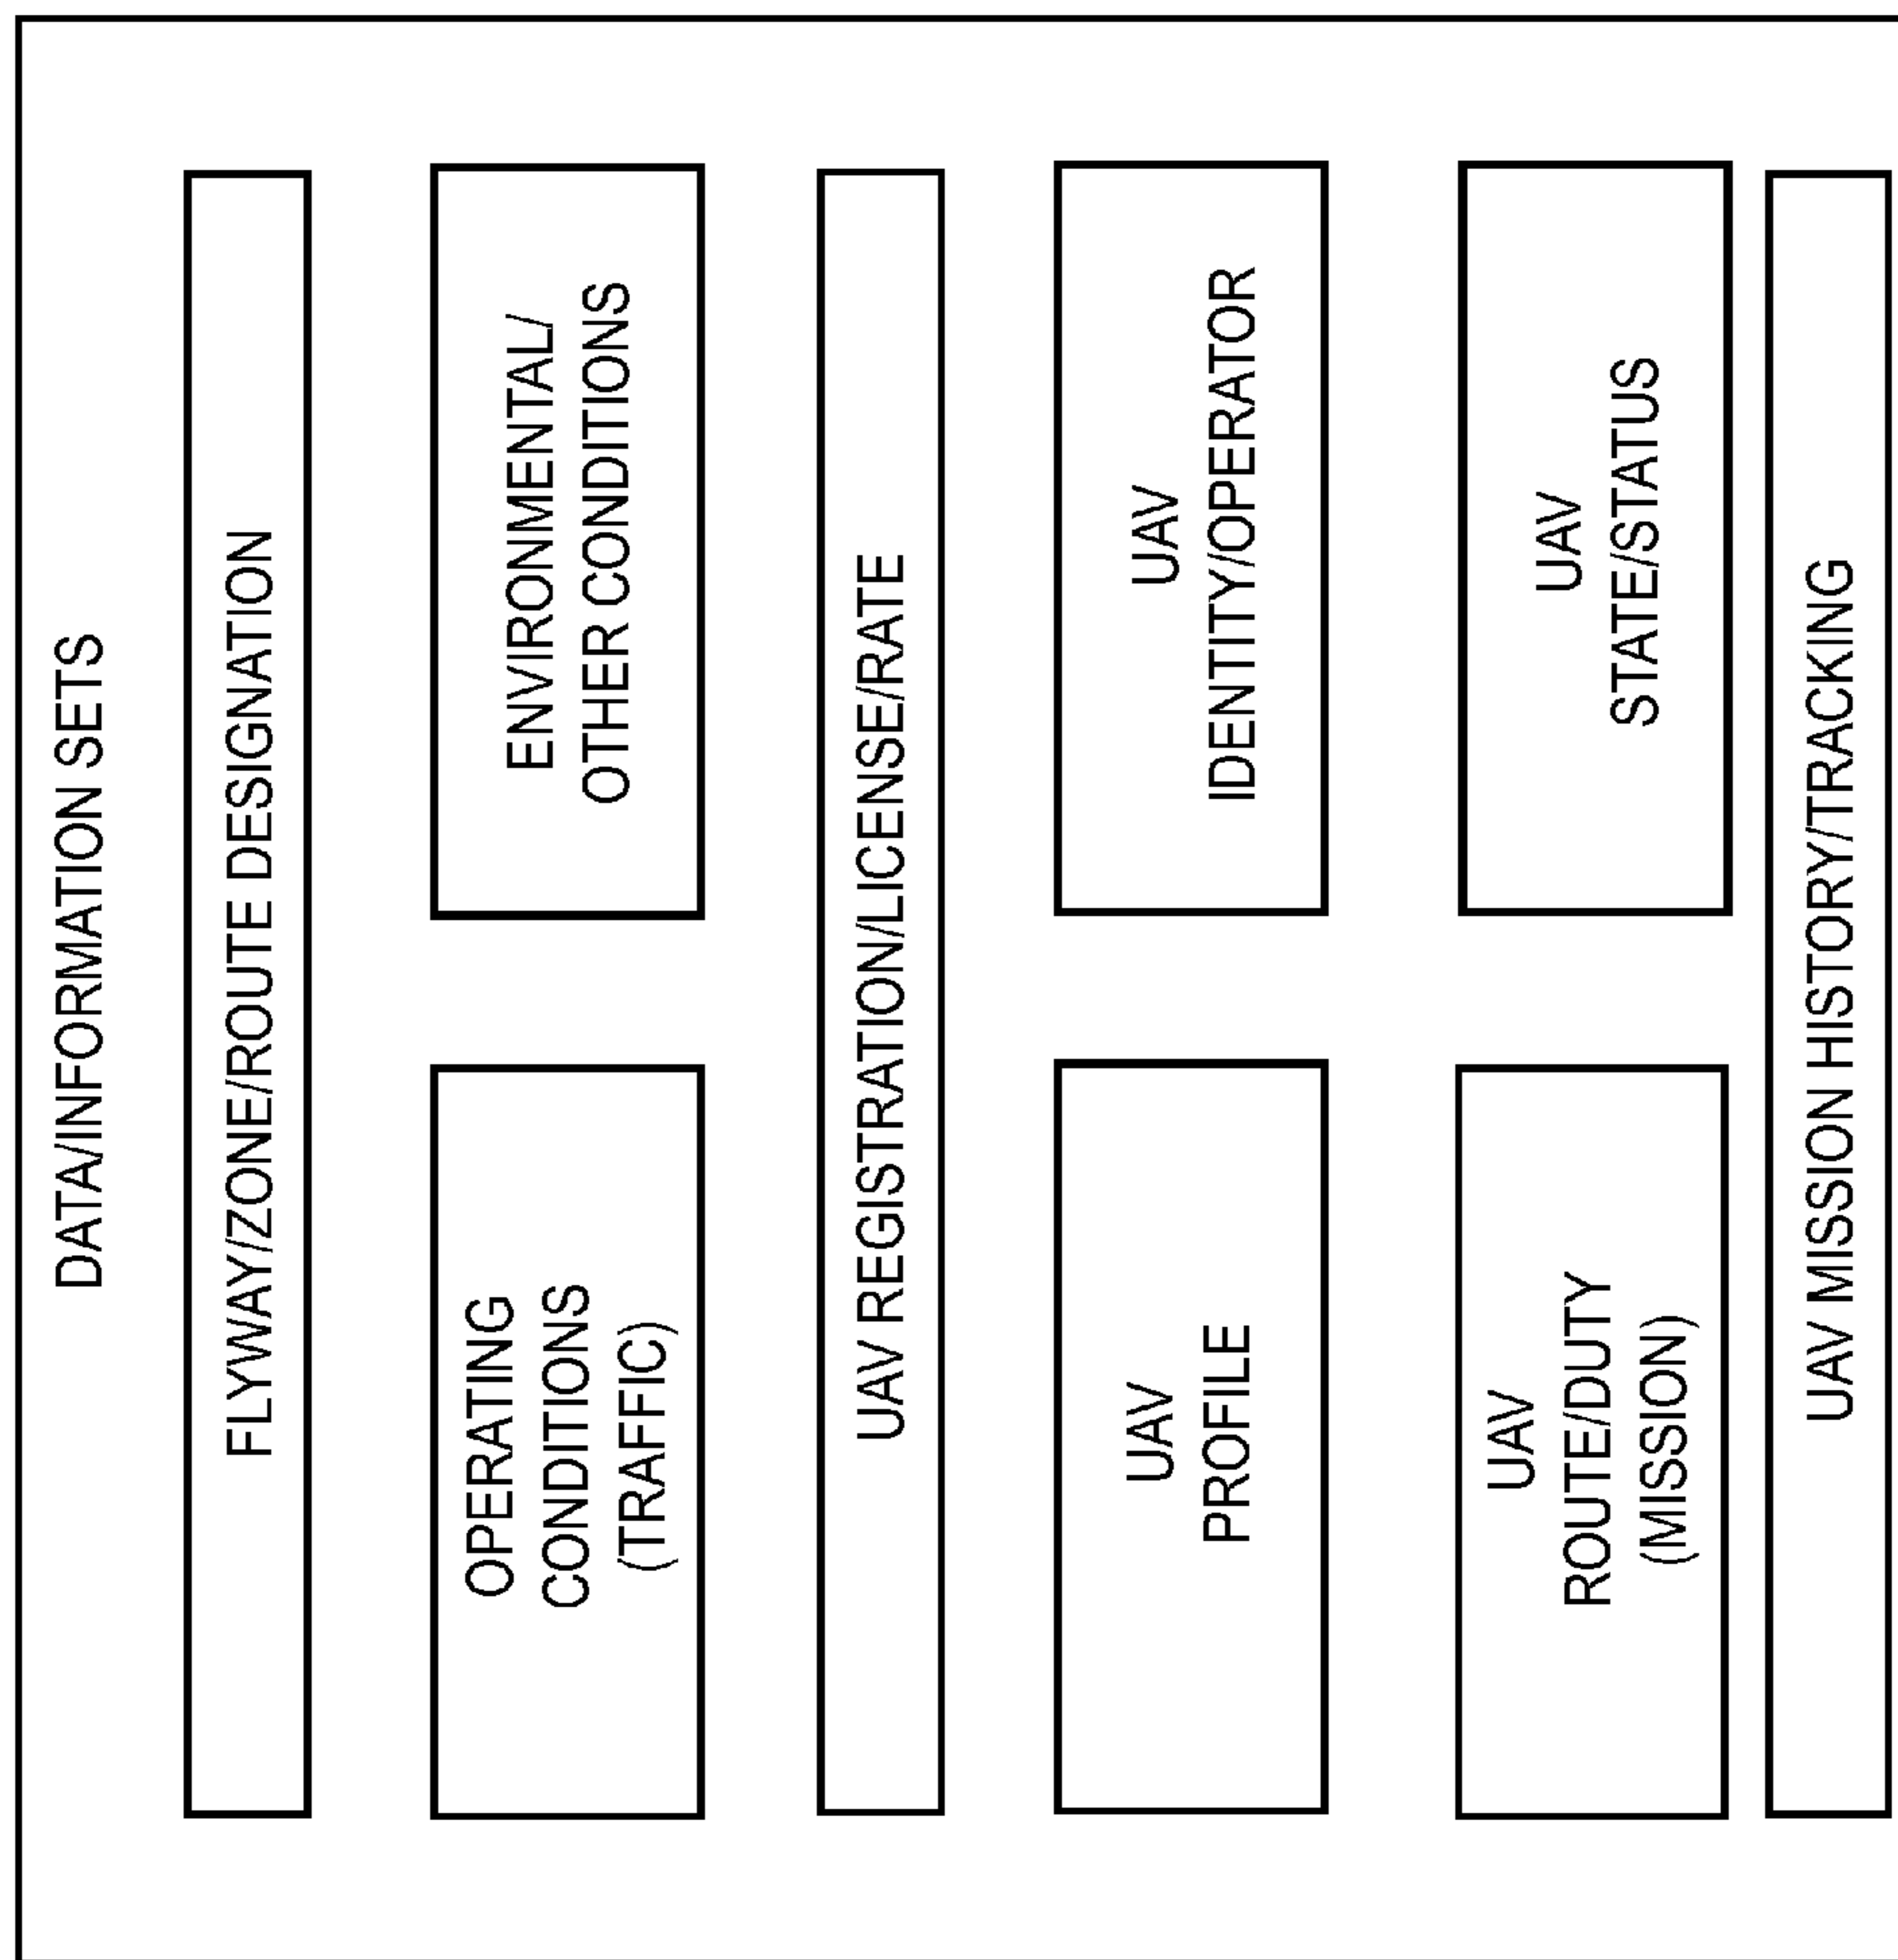 DATA/INFORMATION SETS
FLYWAY/ZONE/ROUTE DESIGNATION
OPERATING
CONDITIONS
(TRAFFIC)
ENVIRONMENTAL/
OTHER CONDITIONS
UAV REGISTRATION/LICENSE/RATE
UAV
PROFILE
UAV
IDENTITY/OPERATOR
UAV
ROUTE/DUTY
(MISSION)
UAV
STATE/STATUS
UAV MISSION HISTORY/TRACKING